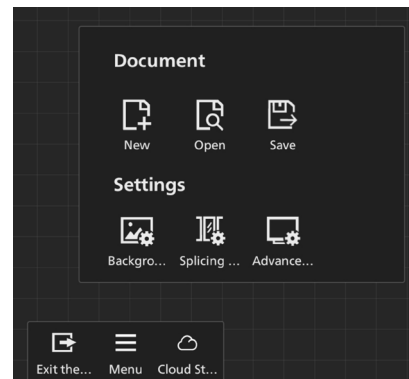 Document
New Open Save
Settings
Backgro... Splicing ... Advance...
Exit the... Menu Cloud St...